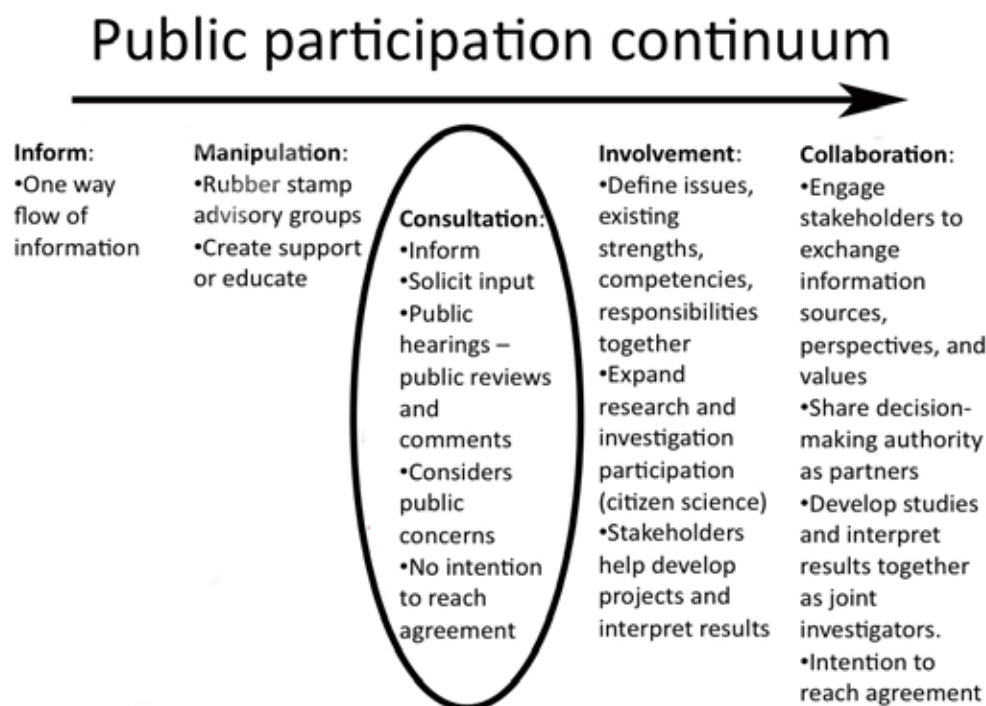 Public participation continuum
Inform:
•One way
flow of
information
Manipulation:
•Rubber stamp
advisory groups
•Create support
or educate
Consultation:
•Inform
•Solicit input
•Public
hearings –
public reviews
and
comments
•Considers
public
concerns
•No intention
to reach
agreement
Involvement:
•Define issues,
existing
strengths,
competencies,
responsibilities
together
•Expand
research and
investigation
participation
(citizen science)
•Stakeholders
help develop
projects and
interpret results
Collaboration:
•Engage
stakeholders to
exchange
information
sources,
perspectives, and
values
•Share decision-
making authority
as partners
•Develop studies
and interpret
results together
as joint
investigators.
•Intention to
reach agreement